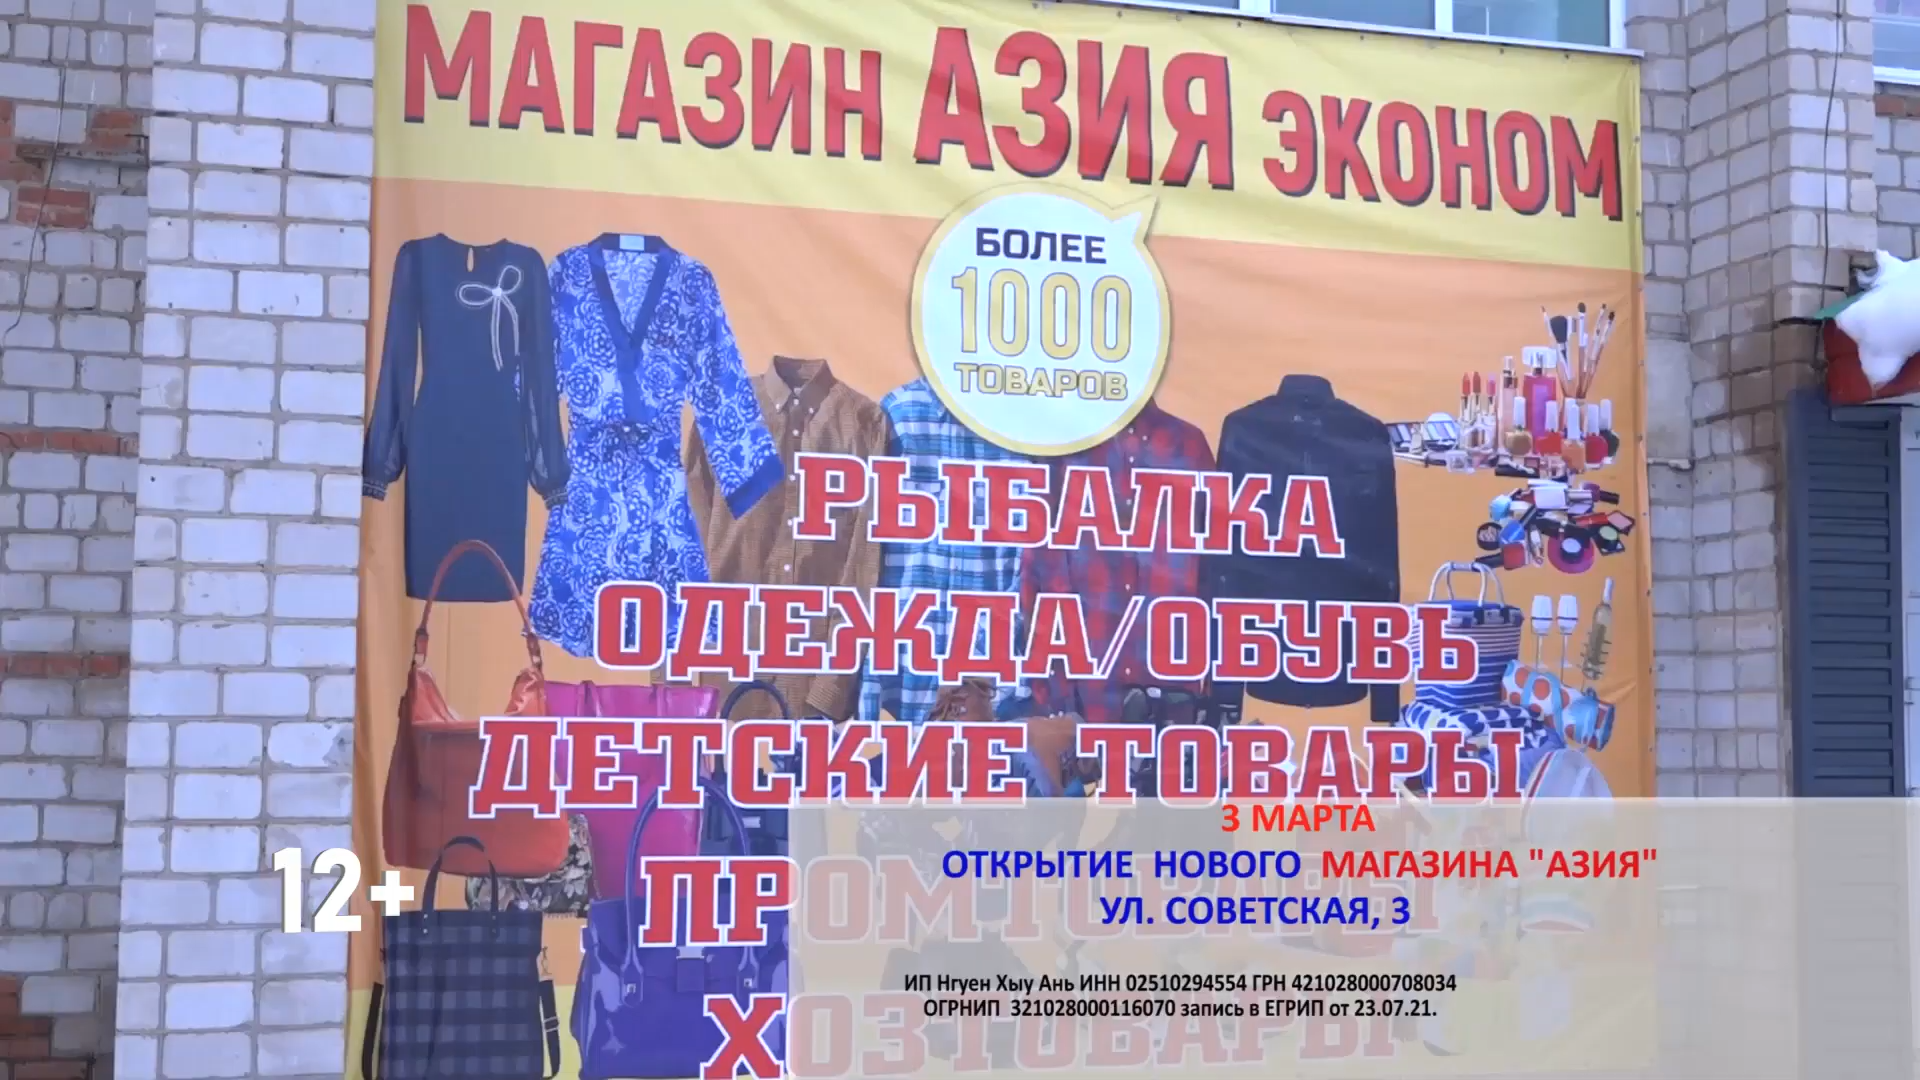 МАГАЗИН АЗИЯ ЭКОНОМ
БОЛЕЕ
1000
ТОВАРОВ
РЫБАЛКА
ОДЕЖДА/ОБУВЬ
ДЕТСКИЕ ТОВАРЫ
ПРОМТОВАРЫ
ХОЗТОВАРЫ
12+
3 МАРТА
ОТКРЫТИЕ НОВОГО МАГАЗИНА "АЗИЯ"
УЛ. СОВЕТСКАЯ, 3
ИП Нгуен Хыу Ань ИНН 02510294554 ГРН 421028000708034
ОГРНИП 321028000116070 запись в ЕГРИП от 23.07.21.